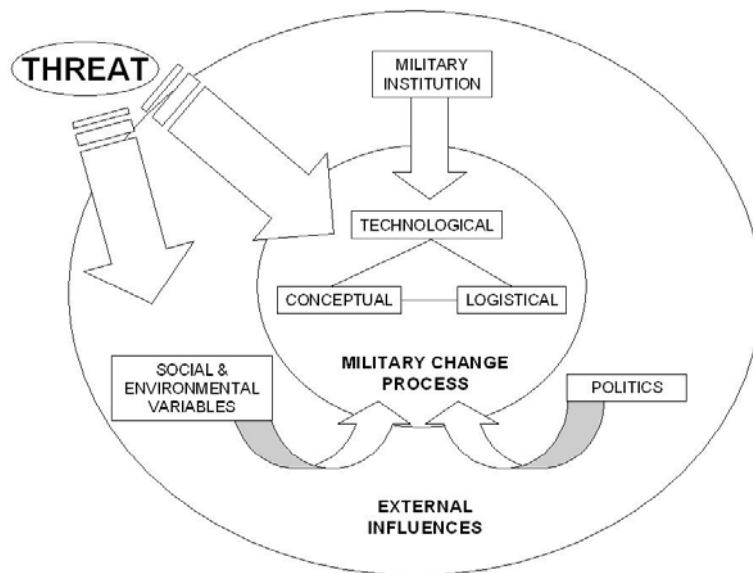 THREAT
MILITARY
INSTITUTION
TECHNOLOGICAL
CONCEPTUAL
LOGISTICAL
MILITARY CHANGE
PROCESS
SOCIAL &
ENVIRONMENTAL
VARIABLES
POLITICS
EXTERNAL
INFLUENCES